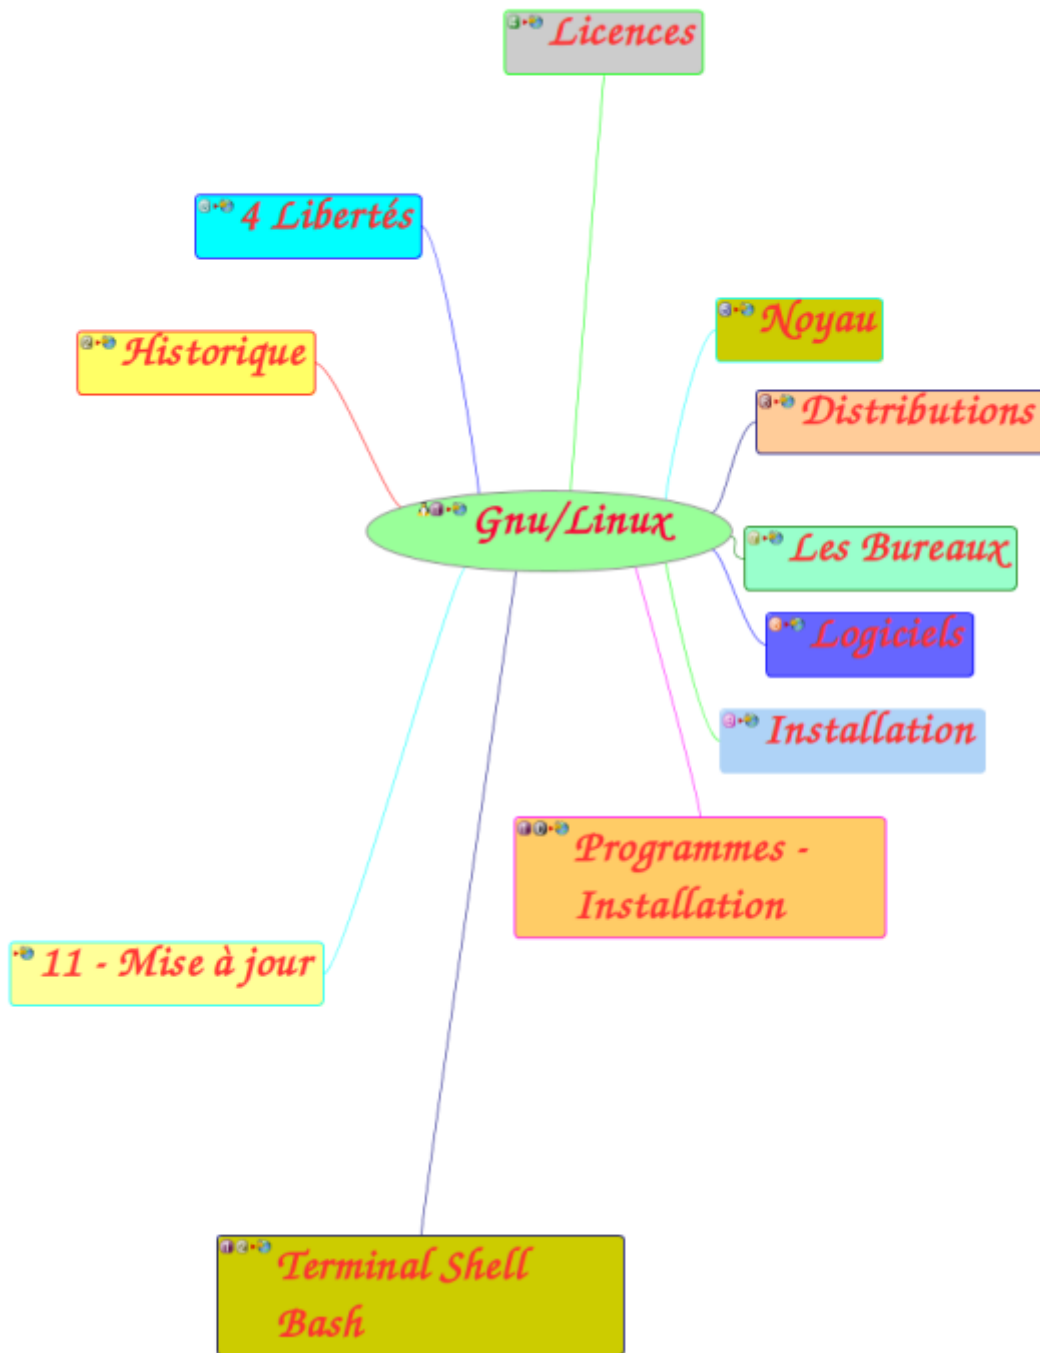 Licences
4 Libertés
Noyau
Historique
Distributions
Gnu/Linux
Les Bureaux
Logiciels
Installation
Programmes -
Installation
11 - Mise à jour
Terminal Shell
Bash